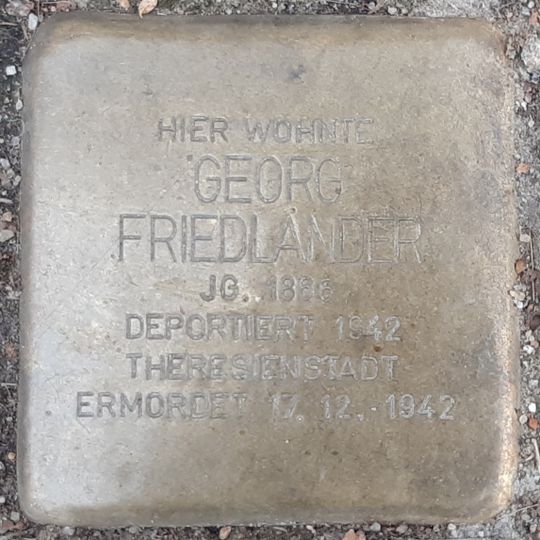 HIER WOHNTE
GEORG
FRIEDLÄNDER
JG. 1886
DEPORTIERT 1942
THERESIENSTADT
ERMORDET 17. 12. 1942